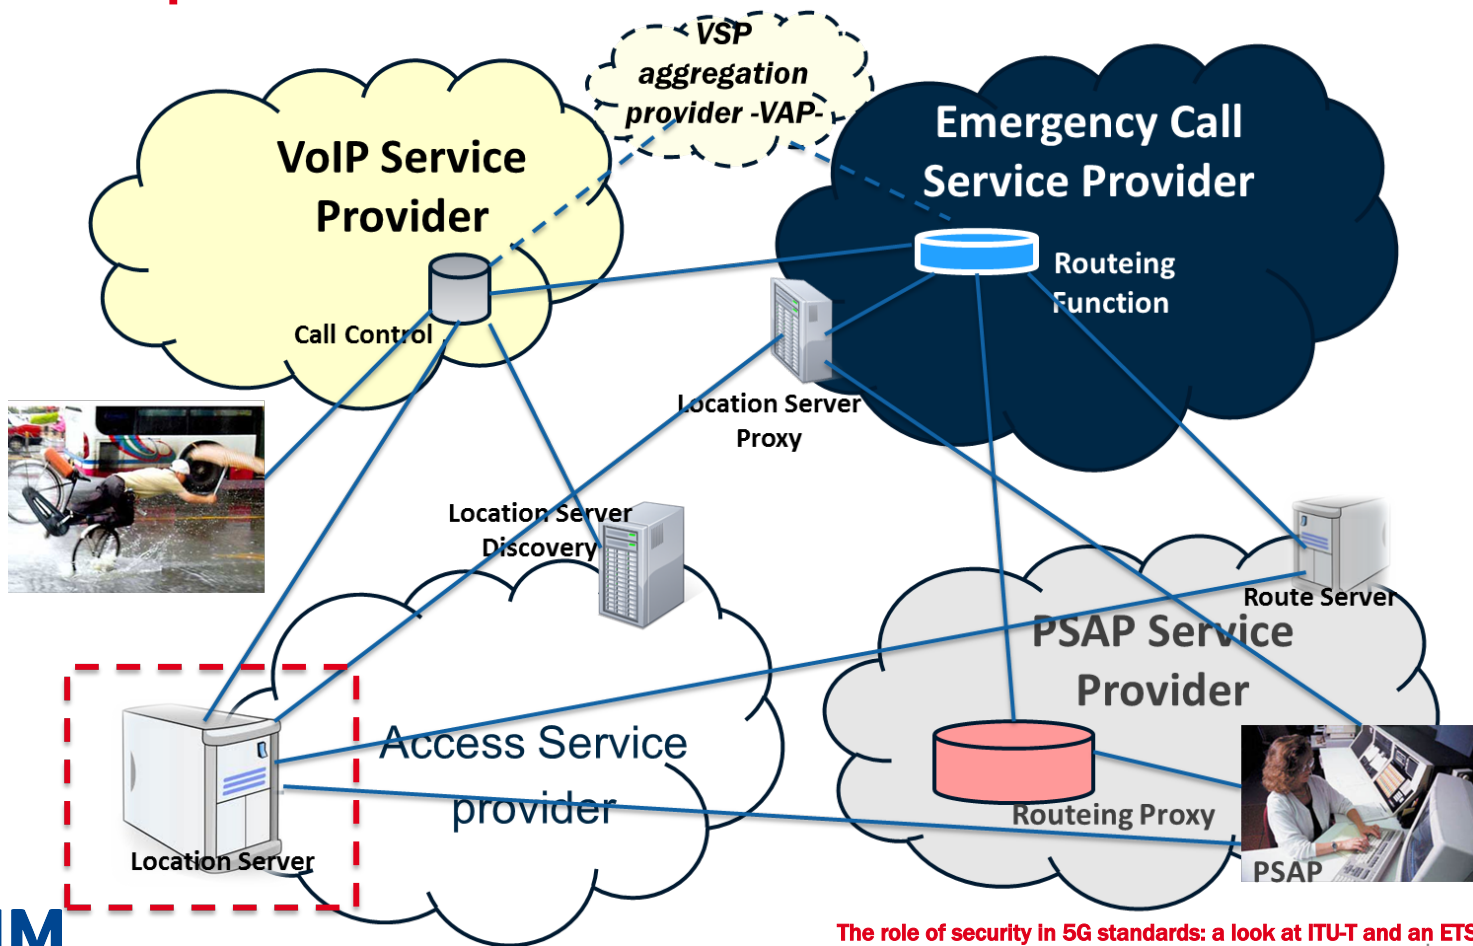 VSP
aggregation
provider -VAP-
VoIP Service
Provider
Emergency Call
Service Provider
Routeing
Function
Call Control
Location Server
Proxy
Location Server
Discovery
Route Server
PSAP Service
Provider
Access Service
provider
Routeing Proxy
Location Server
PSAP
The role of security in 5G standards: a look at ITU-T and an ETS